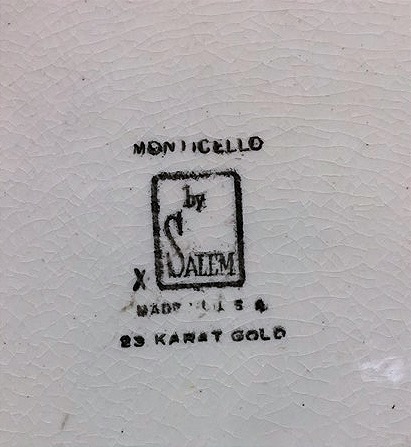 MONTICELLO
by
SALEM
X
MADE U S A
23 KARAT GOLD